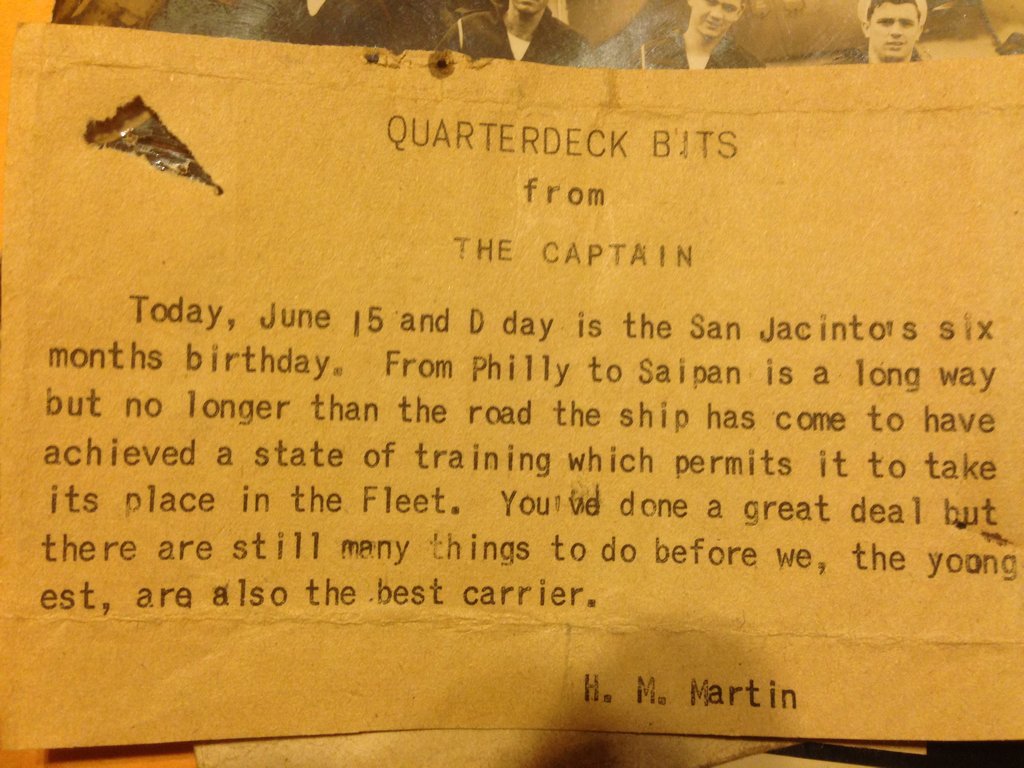 QUARTERDECK BITS
from
THE CAPTAIN
Today, June 15 and D day is the San Jacinto's six
months birthday. From Philly to Saipan is a long way
but no longer than the road the ship has come to have
achieved a state of training which permits it to take
its place in the Fleet. You've done a great deal but
there are still many things to do before we, the yoong
est, are also the best carrier.
H. M. Martin